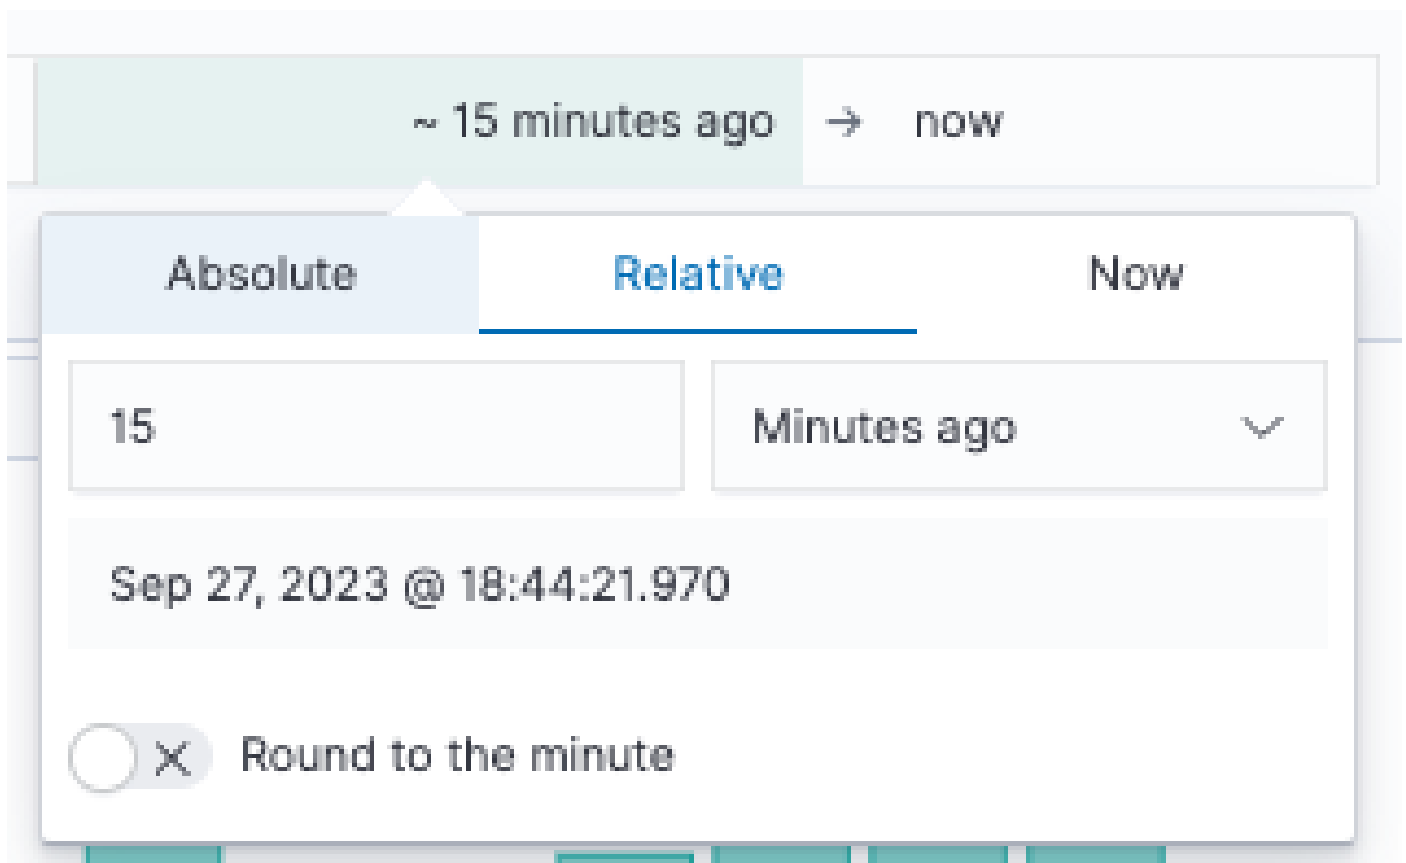 ~ 15 minutes ago → now
Absolute Relative Now
15 Minutes ago
Sep 27, 2023 @ 18:44:21.970
Round to the minute